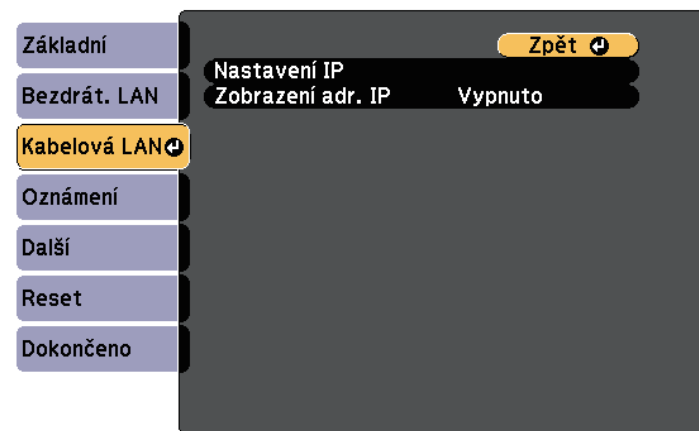 Základní
Bezdrát. LAN
Kabelová LAN
Oznámení
Další
Reset
Dokončeno
Zpět
Nastavení IP
Zobrazení adr. IP Vypnuto